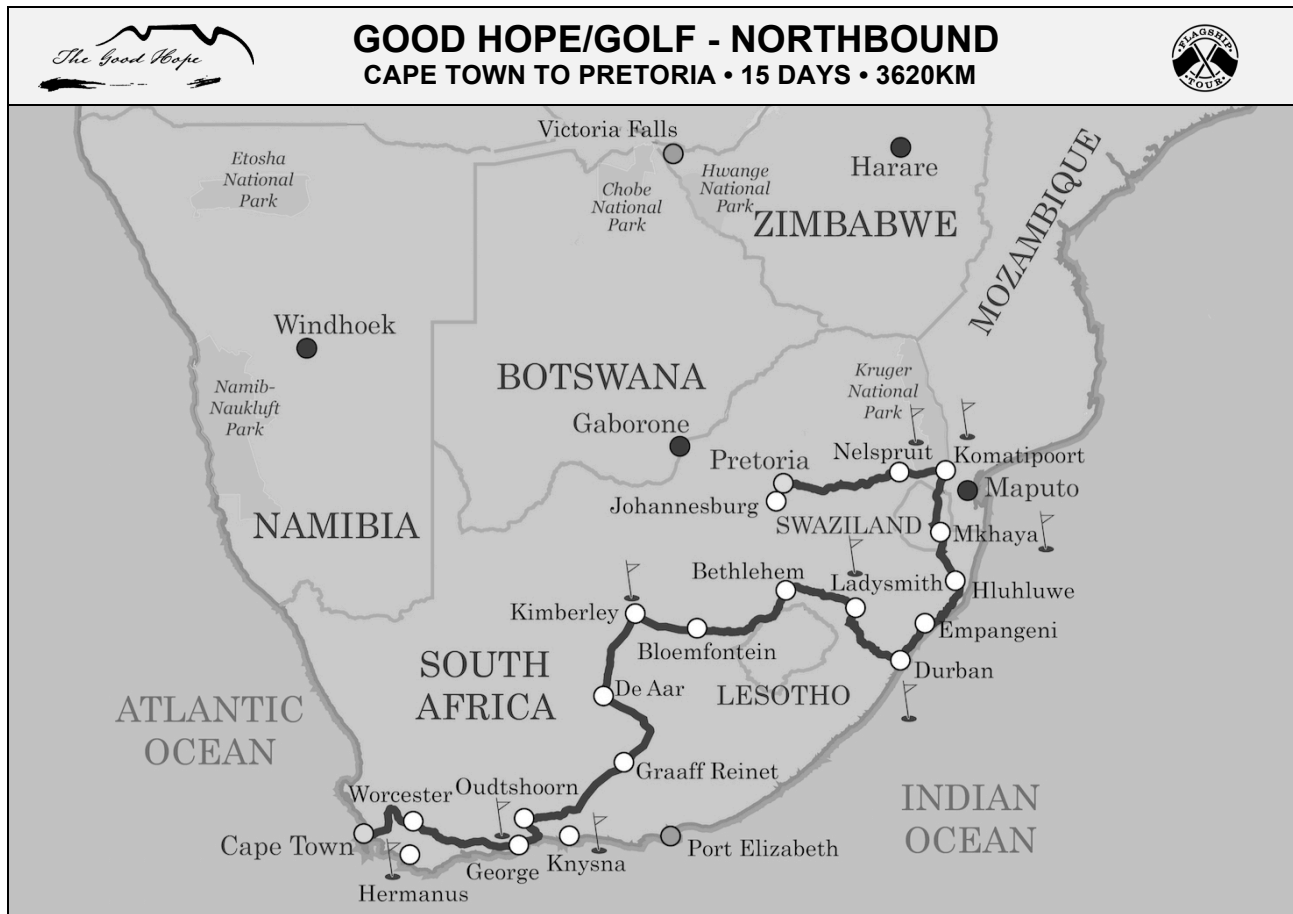 The Good Hope
GOOD HOPE/GOLF - NORTHBOUND
CAPE TOWN TO PRETORIA • 15 DAYS • 3620KM
FLAGSHIP
TOUR
Victoria Falls
Harare
Etosha
National
Park
Chobe
National
Park
Hwange
National
Park
ZIMBABWE
MOZAMBIQUE
Windhoek
BOTSWANA
Kruger
National
Park
Namib-
Naukluft
Park
Gaborone
Pretoria
Nelspruit
Komatipoort
Johannesburg
Maputo
NAMIBIA
SWAZILAND
Mkhaya
Bethlehem
Ladysmith
Hluhluwe
Kimberley
Bloemfontein
Empangeni
Durban
SOUTH
AFRICA
De Aar
LESOTHO
ATLANTIC
OCEAN
Graaff Reinet
Oudtshoorn
Worcester
INDIAN
OCEAN
Cape Town
George
Knysna
Port Elizabeth
Hermanus